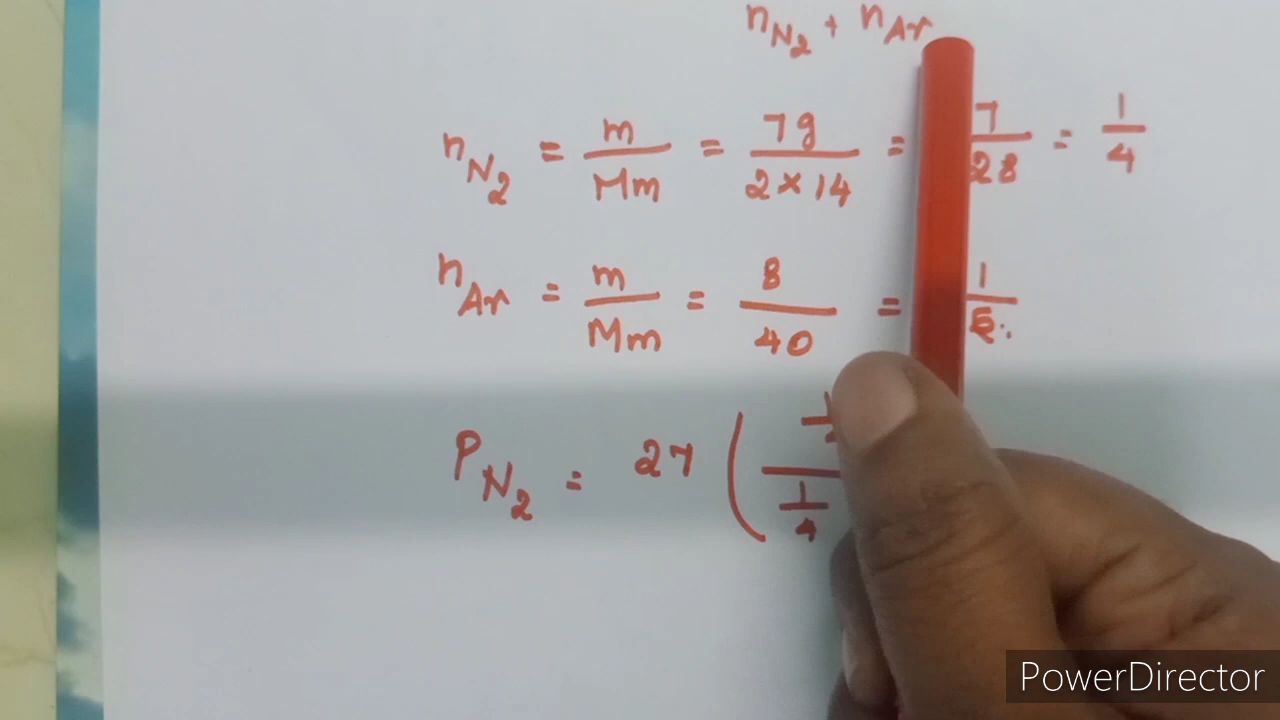 nN₂ + nAr
nN₂ = m/Mm = 7g/2×14 = 7/28 = 1/4
nAr = m/Mm = 8/40 = 1/5
PN₂ = 27 ( 1/ 1/4
PowerDirector